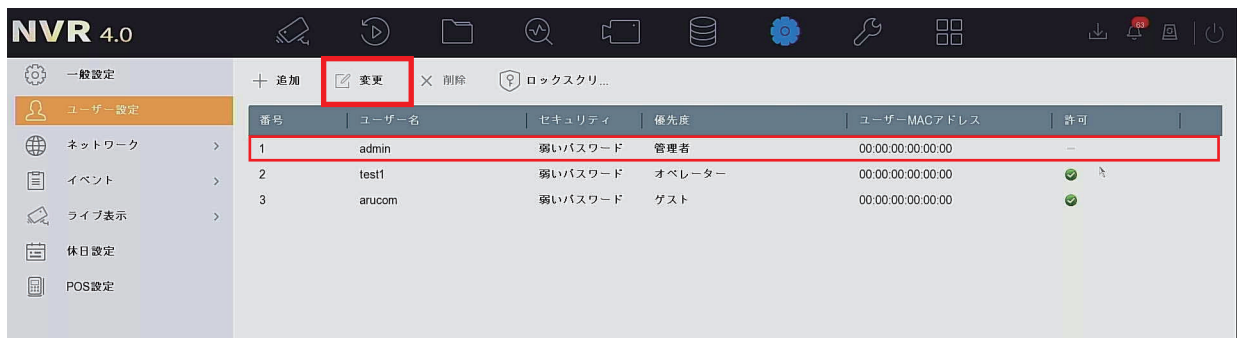 NVR 4.0
63
一般設定
ユーザー設定
ネットワーク
イベント
ライブ表示
休日設定
POS設定
追加 変更 削除 ロックスクリ...
番号 ユーザー名 セキュリティ 優先度 ユーザーMACアドレス 許可
1 admin 弱いパスワード 管理者 00:00:00:00:00:00 —
2 test1 弱いパスワード オペレーター 00:00:00:00:00:00
3 arucom 弱いパスワード ゲスト 00:00:00:00:00:00